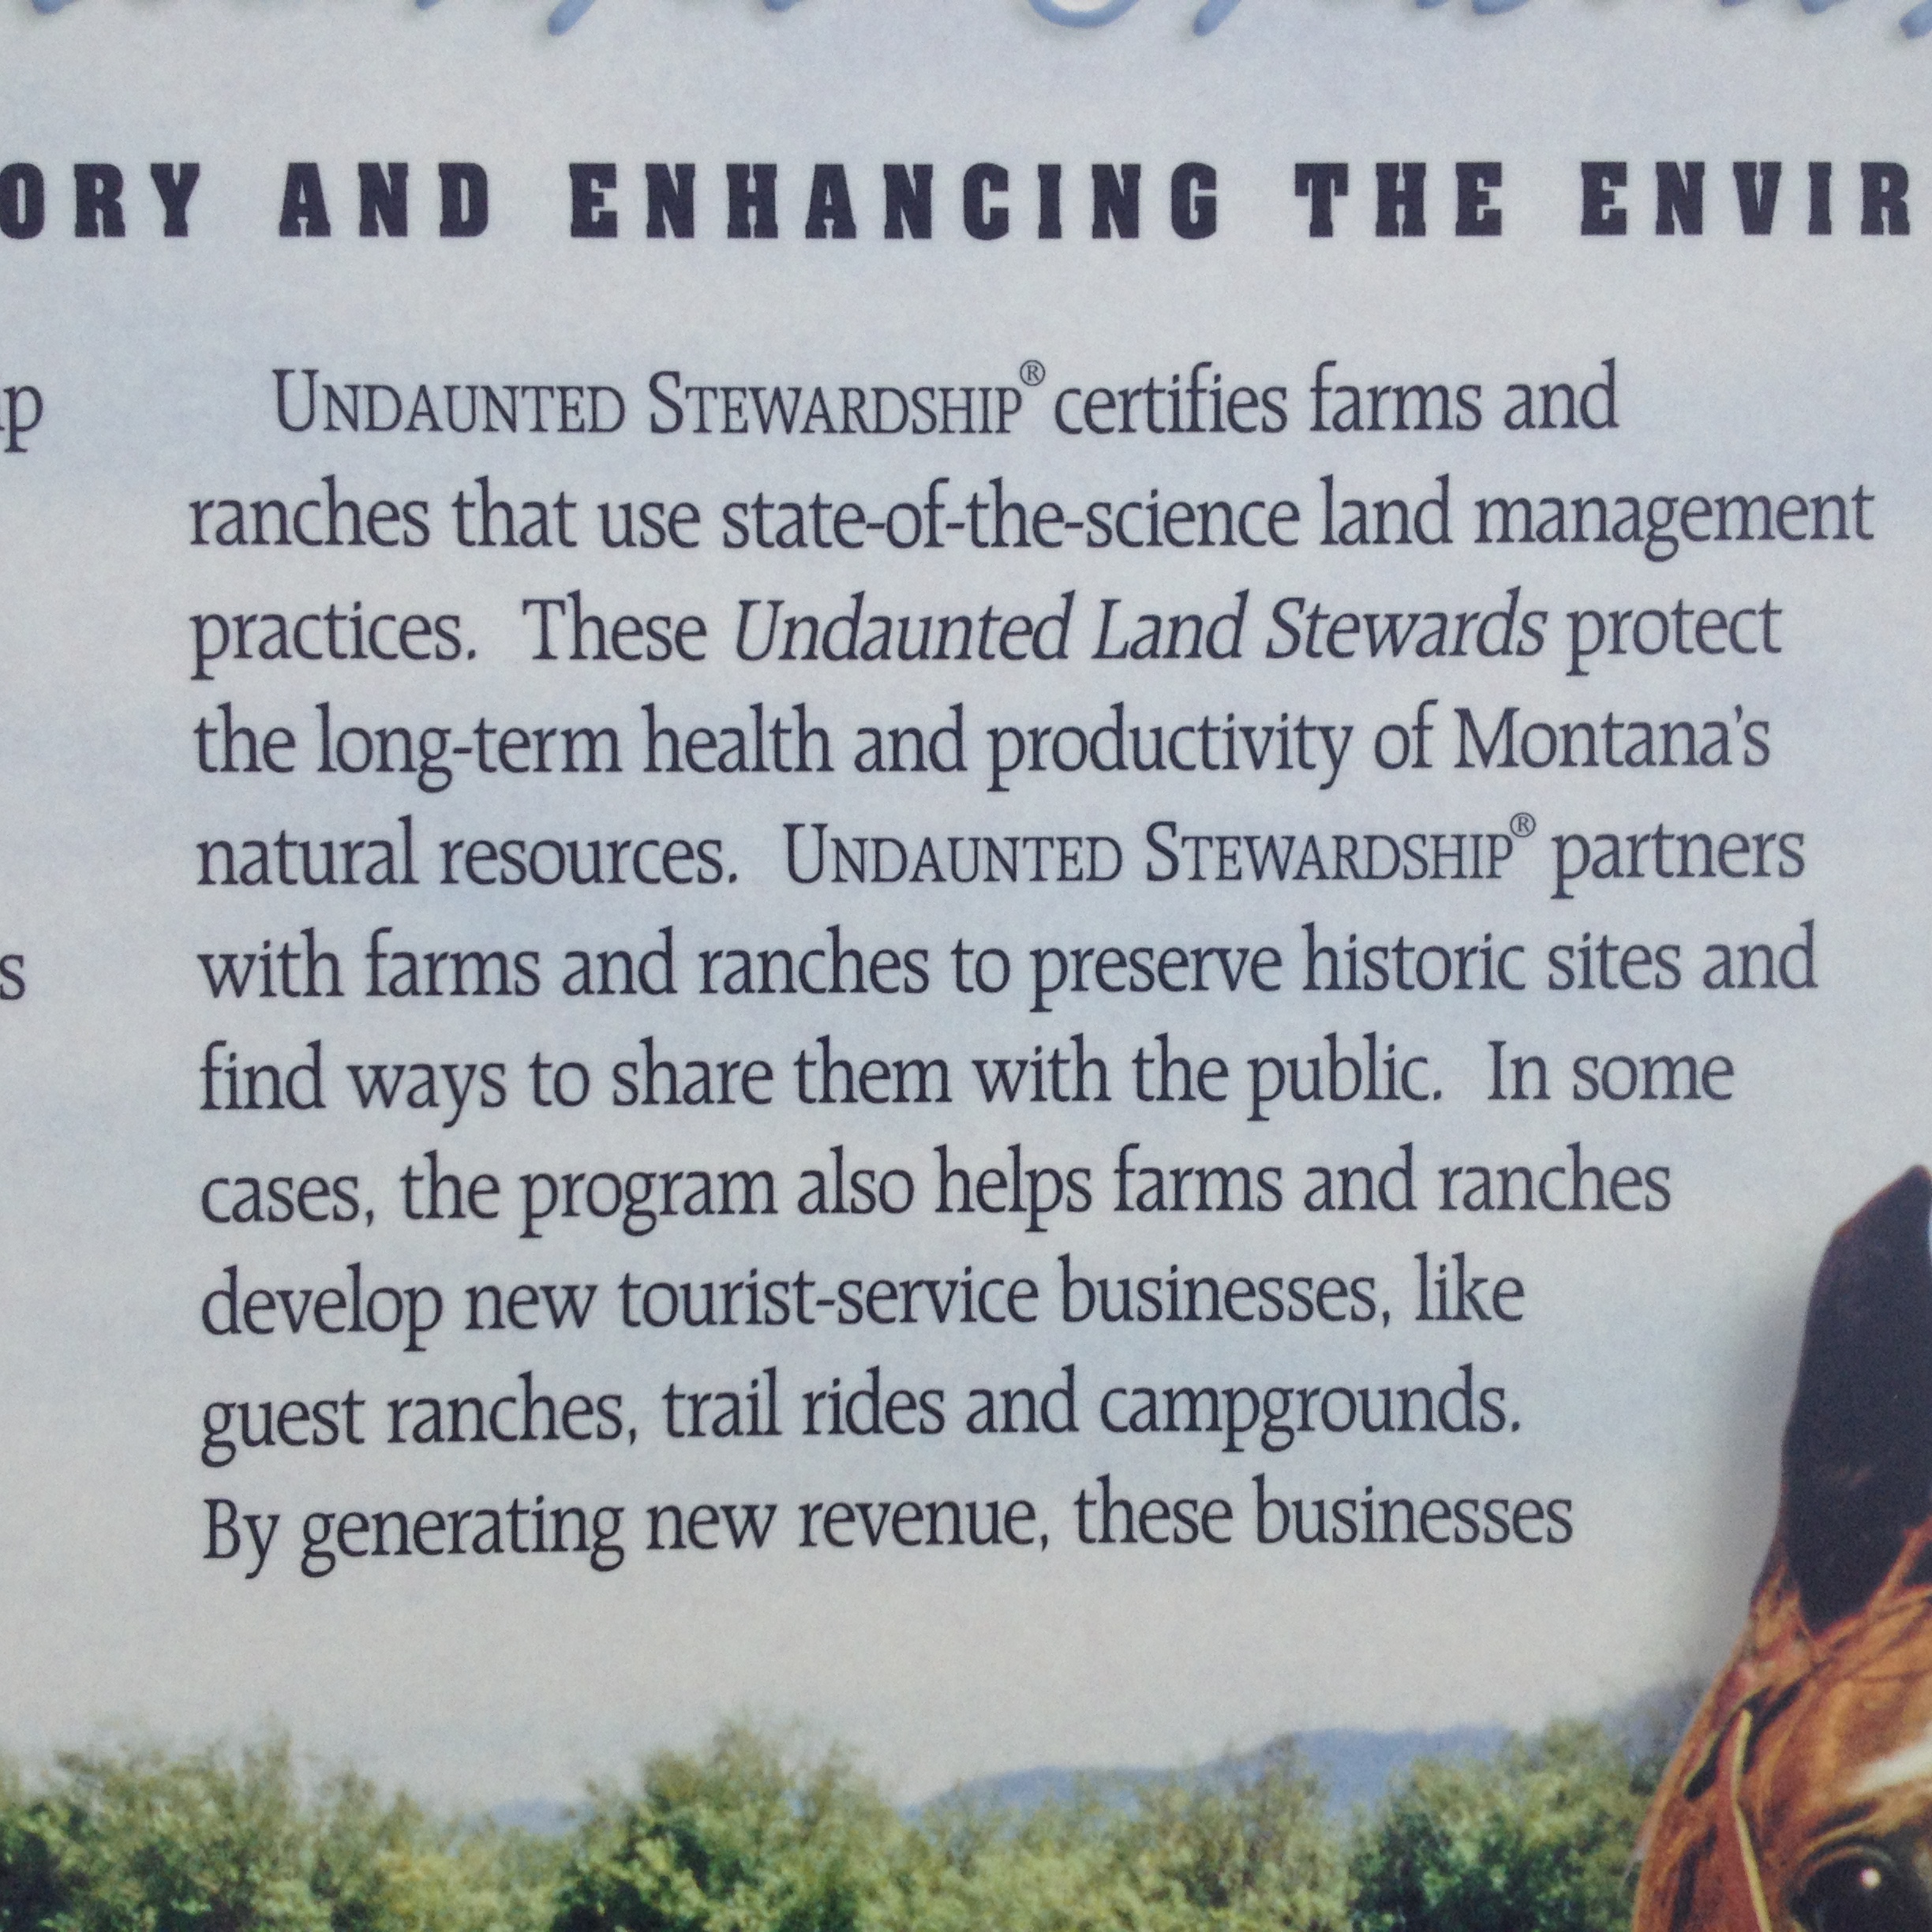 ORY AND ENHANCING THE ENVIR
UNDAUNTED STEWARDSHIP® certifies farms and
ranches that use state-of-the-science land management
practices. These Undaunted Land Stewards protect
the long-term health and productivity of Montana's
natural resources. UNDAUNTED STEWARDSHIP® partners
with farms and ranches to preserve historic sites and
find ways to share them with the public. In some
cases, the program also helps farms and ranches
develop new tourist-service businesses, like
guest ranches, trail rides and campgrounds.
By generating new revenue, these businesses